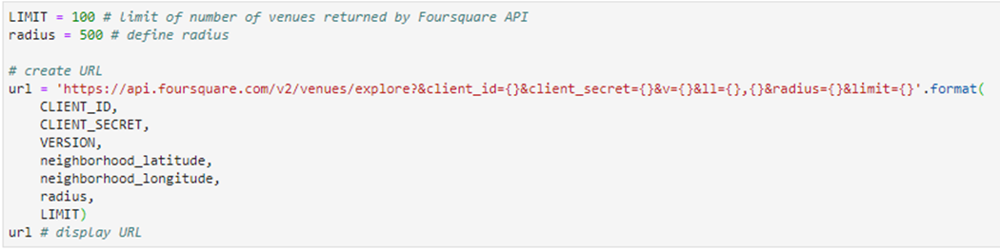 LIMIT = 100 # limit of number of venues returned by Foursquare API
radius = 500 # define radius
# create URL
url = 'https://api.foursquare.com/v2/venues/explore?&client_id={}&client_secret={}&v={}&ll={},{}&radius={}&limit={}'.format(
    CLIENT_ID,
    CLIENT_SECRET,
    VERSION,
    neighborhood_latitude,
    neighborhood_longitude,
    radius,
    LIMIT)
url # display URL